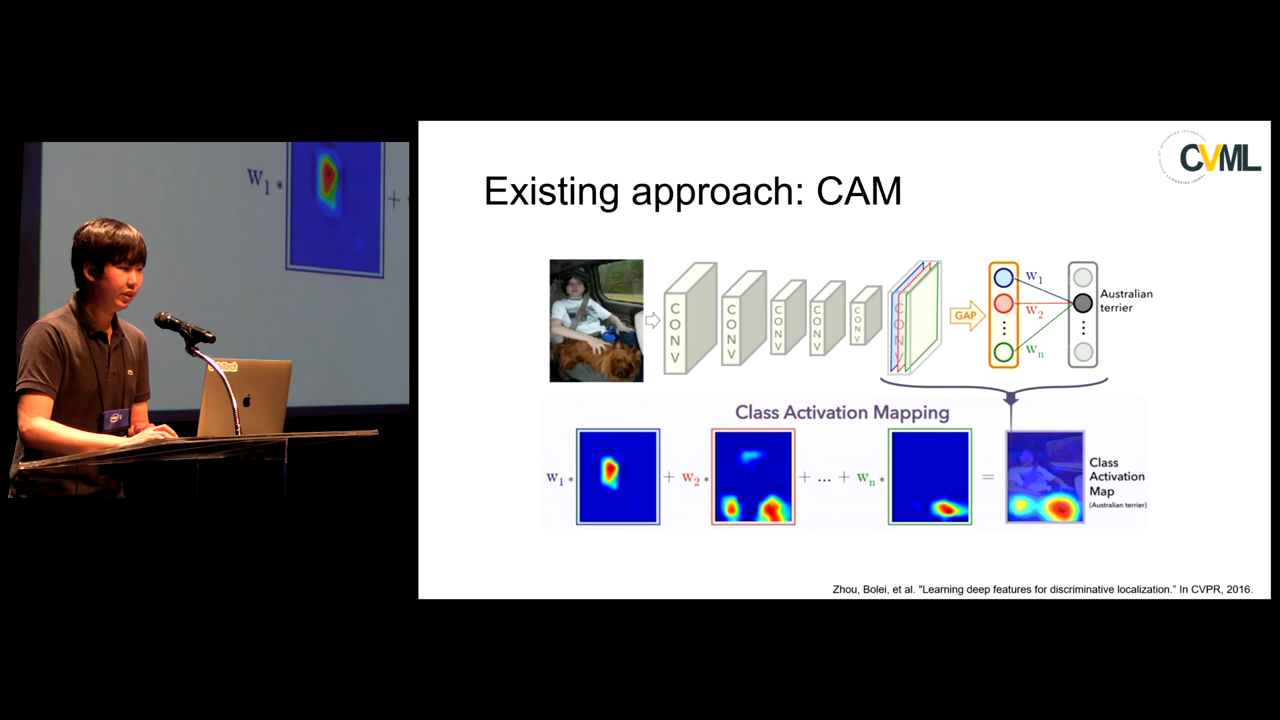 W1 *
+
CVML
Existing approach: CAM
CONV
CONV
CONV
CONV
CONV
CONV
GAP
w1
w2
wn
Australian
terrier
Class Activation Mapping
w1 * + w2 * + ... + wn * =
Class
Activation
Map
(Australian terrier)
Zhou, Bolei, et al. "Learning deep features for discriminative localization." In CVPR, 2016.